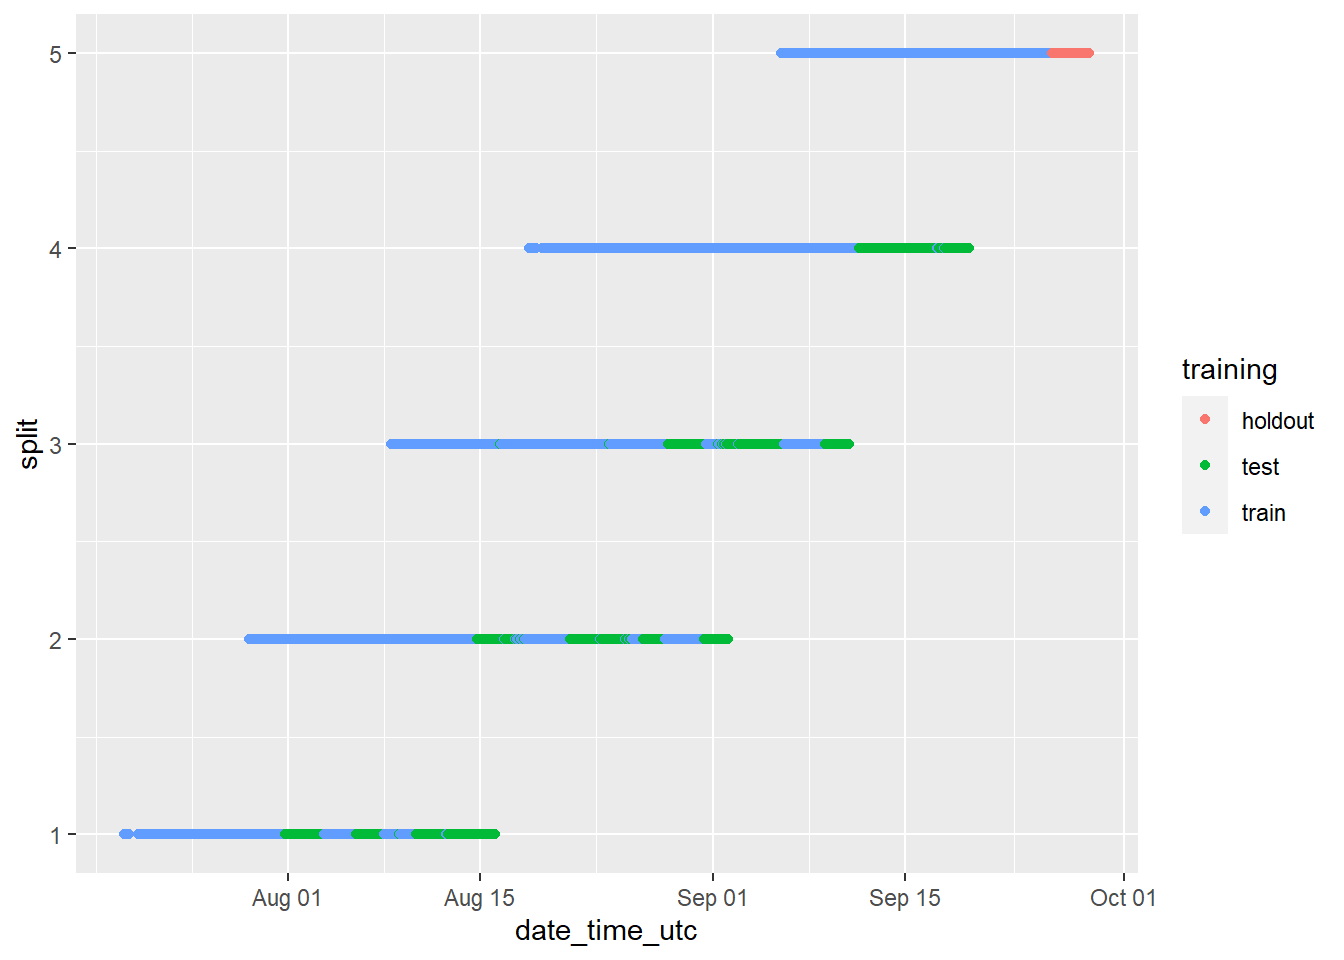 5
4
3
2
1
split
Aug 01
Aug 15
Sep 01
Sep 15
Oct 01
date_time_utc
training
holdout
test
train